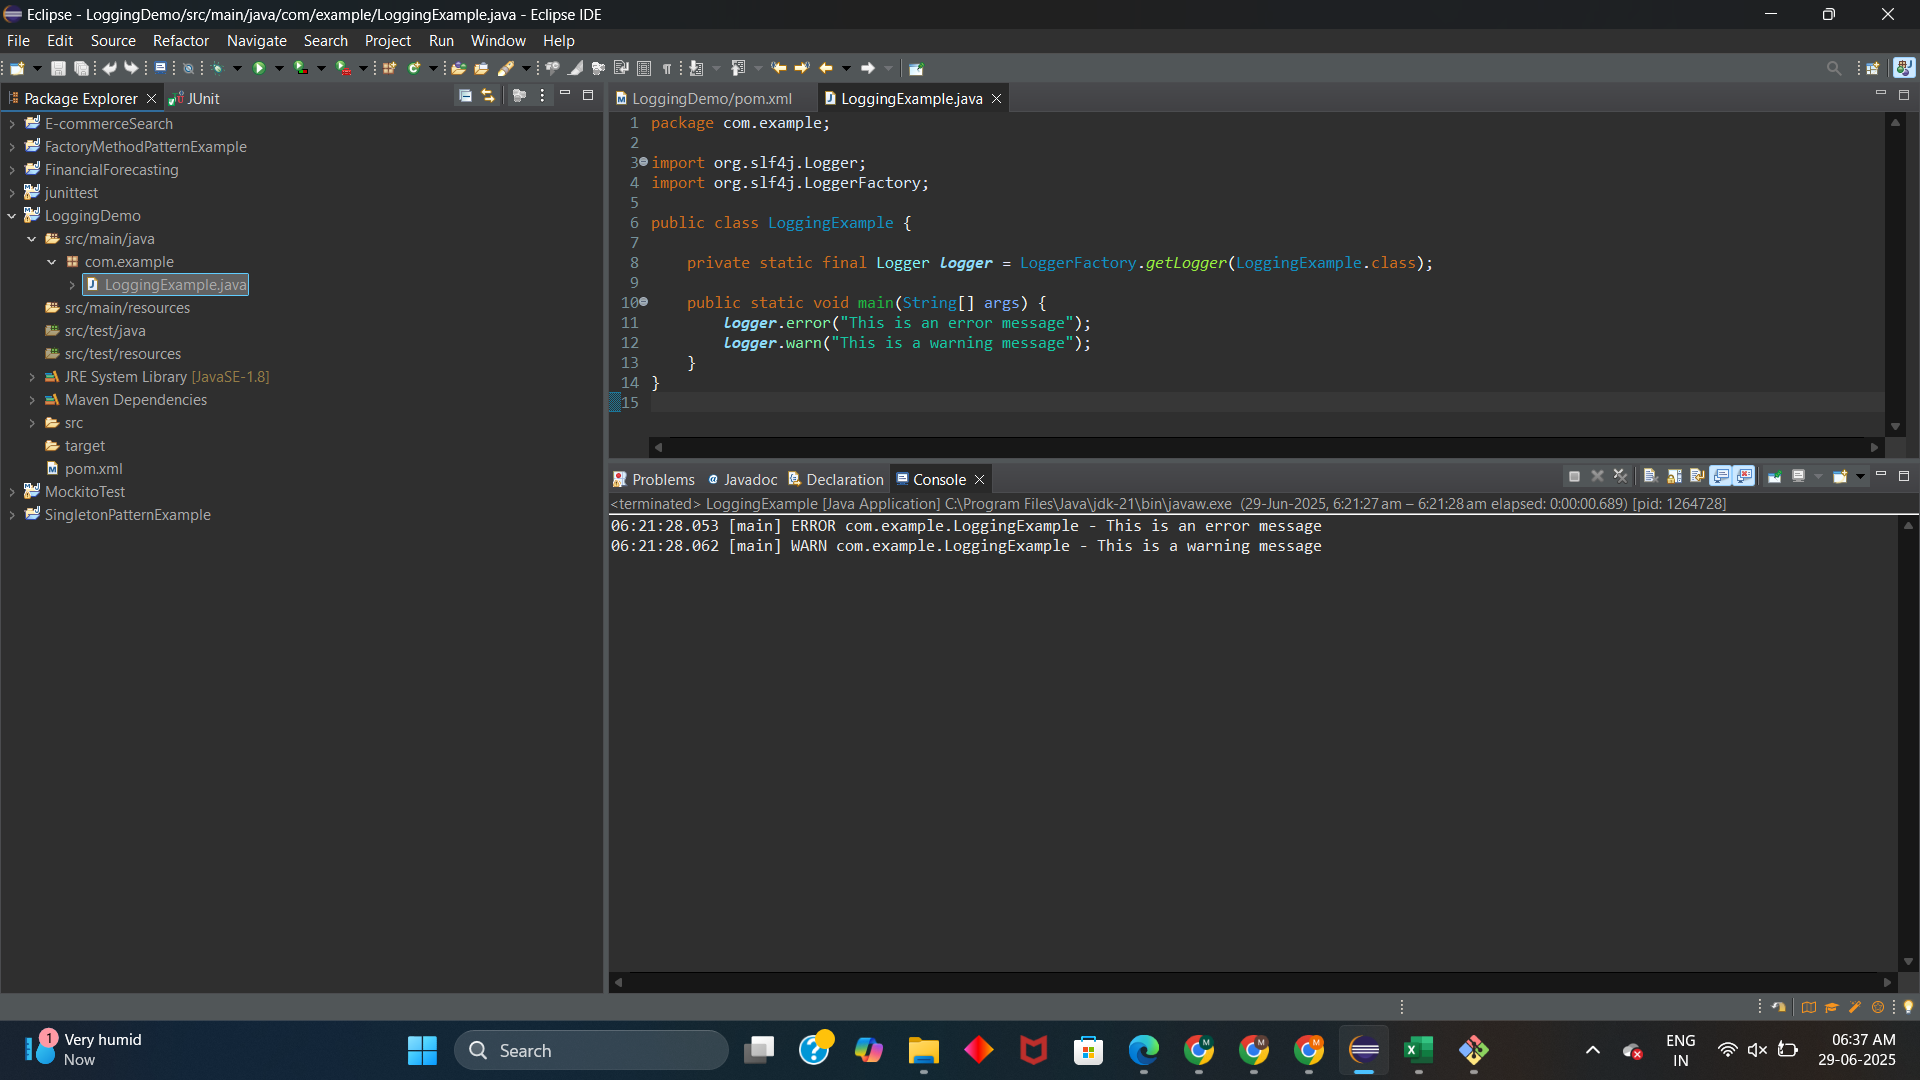 Eclipse - LoggingDemo/src/main/java/com/example/LoggingExample.java - Eclipse IDE
File Edit Source Refactor Navigate Search Project Run Window Help
Package Explorer JUnit
E-commerceSearch
FactoryMethodPatternExample
FinancialForecasting
junittest
LoggingDemo
src/main/java
com.example
LoggingExample.java
src/main/resources
src/test/java
src/test/resources
JRE System Library [JavaSE-1.8]
Maven Dependencies
src
target
pom.xml
MockitoTest
SingletonPatternExample
LoggingDemo/pom.xml LoggingExample.java
1 package com.example;
2
3 import org.slf4j.Logger;
4 import org.slf4j.LoggerFactory;
5
6 public class LoggingExample {
7
8 private static final Logger logger = LoggerFactory.getLogger(LoggingExample.class);
9
10 public static void main(String[] args) {
11 logger.error("This is an error message");
12 logger.warn("This is a warning message");
13 }
14 }
15
Problems Javadoc Declaration Console
<terminated> LoggingExample [Java Application] C:\Program Files\Java\jdk-21\bin\javaw.exe (29-Jun-2025, 6:21:27 am – 6:21:28 am elapsed: 0:00:00.689) [pid: 1264728]
06:21:28.053 [main] ERROR com.example.LoggingExample - This is an error message
06:21:28.062 [main] WARN com.example.LoggingExample - This is a warning message
1
Very humid
Now
Search
ENG
IN
06:37 AM
29-06-2025